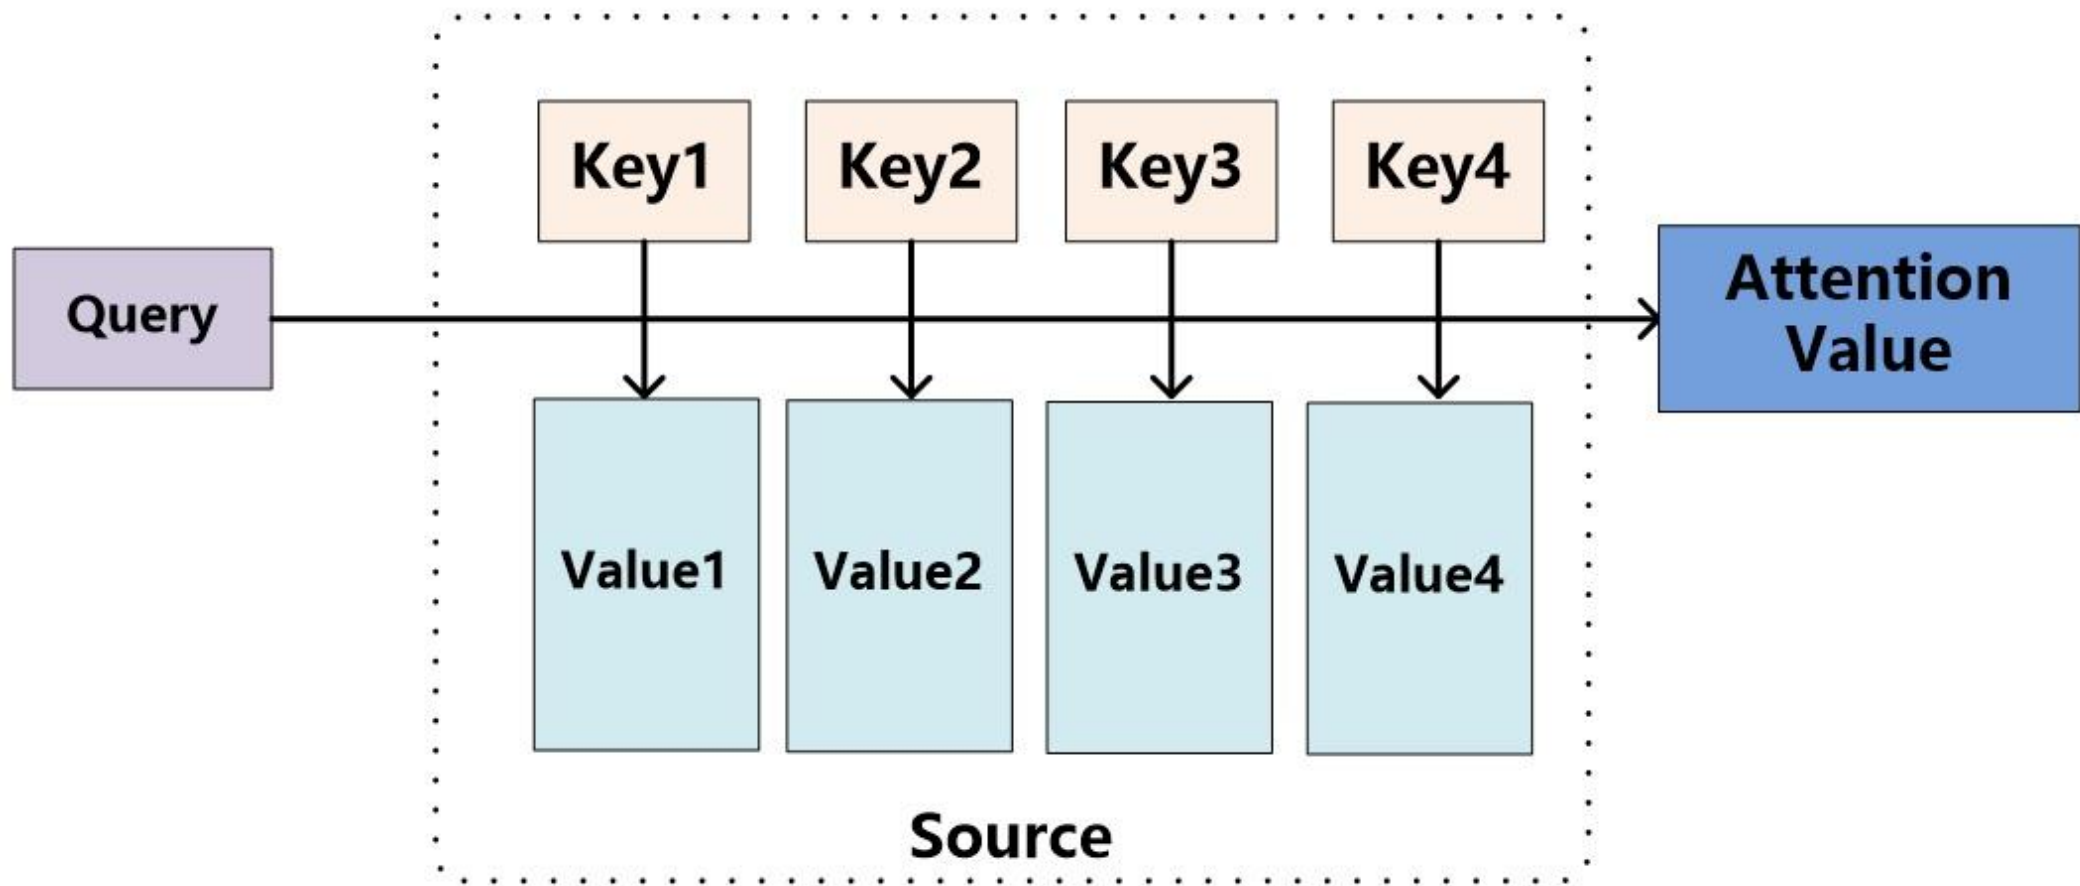 Key1
Key2
Key3
Key4
Query
Attention
Value
Value1
Value2
Value3
Value4
Source